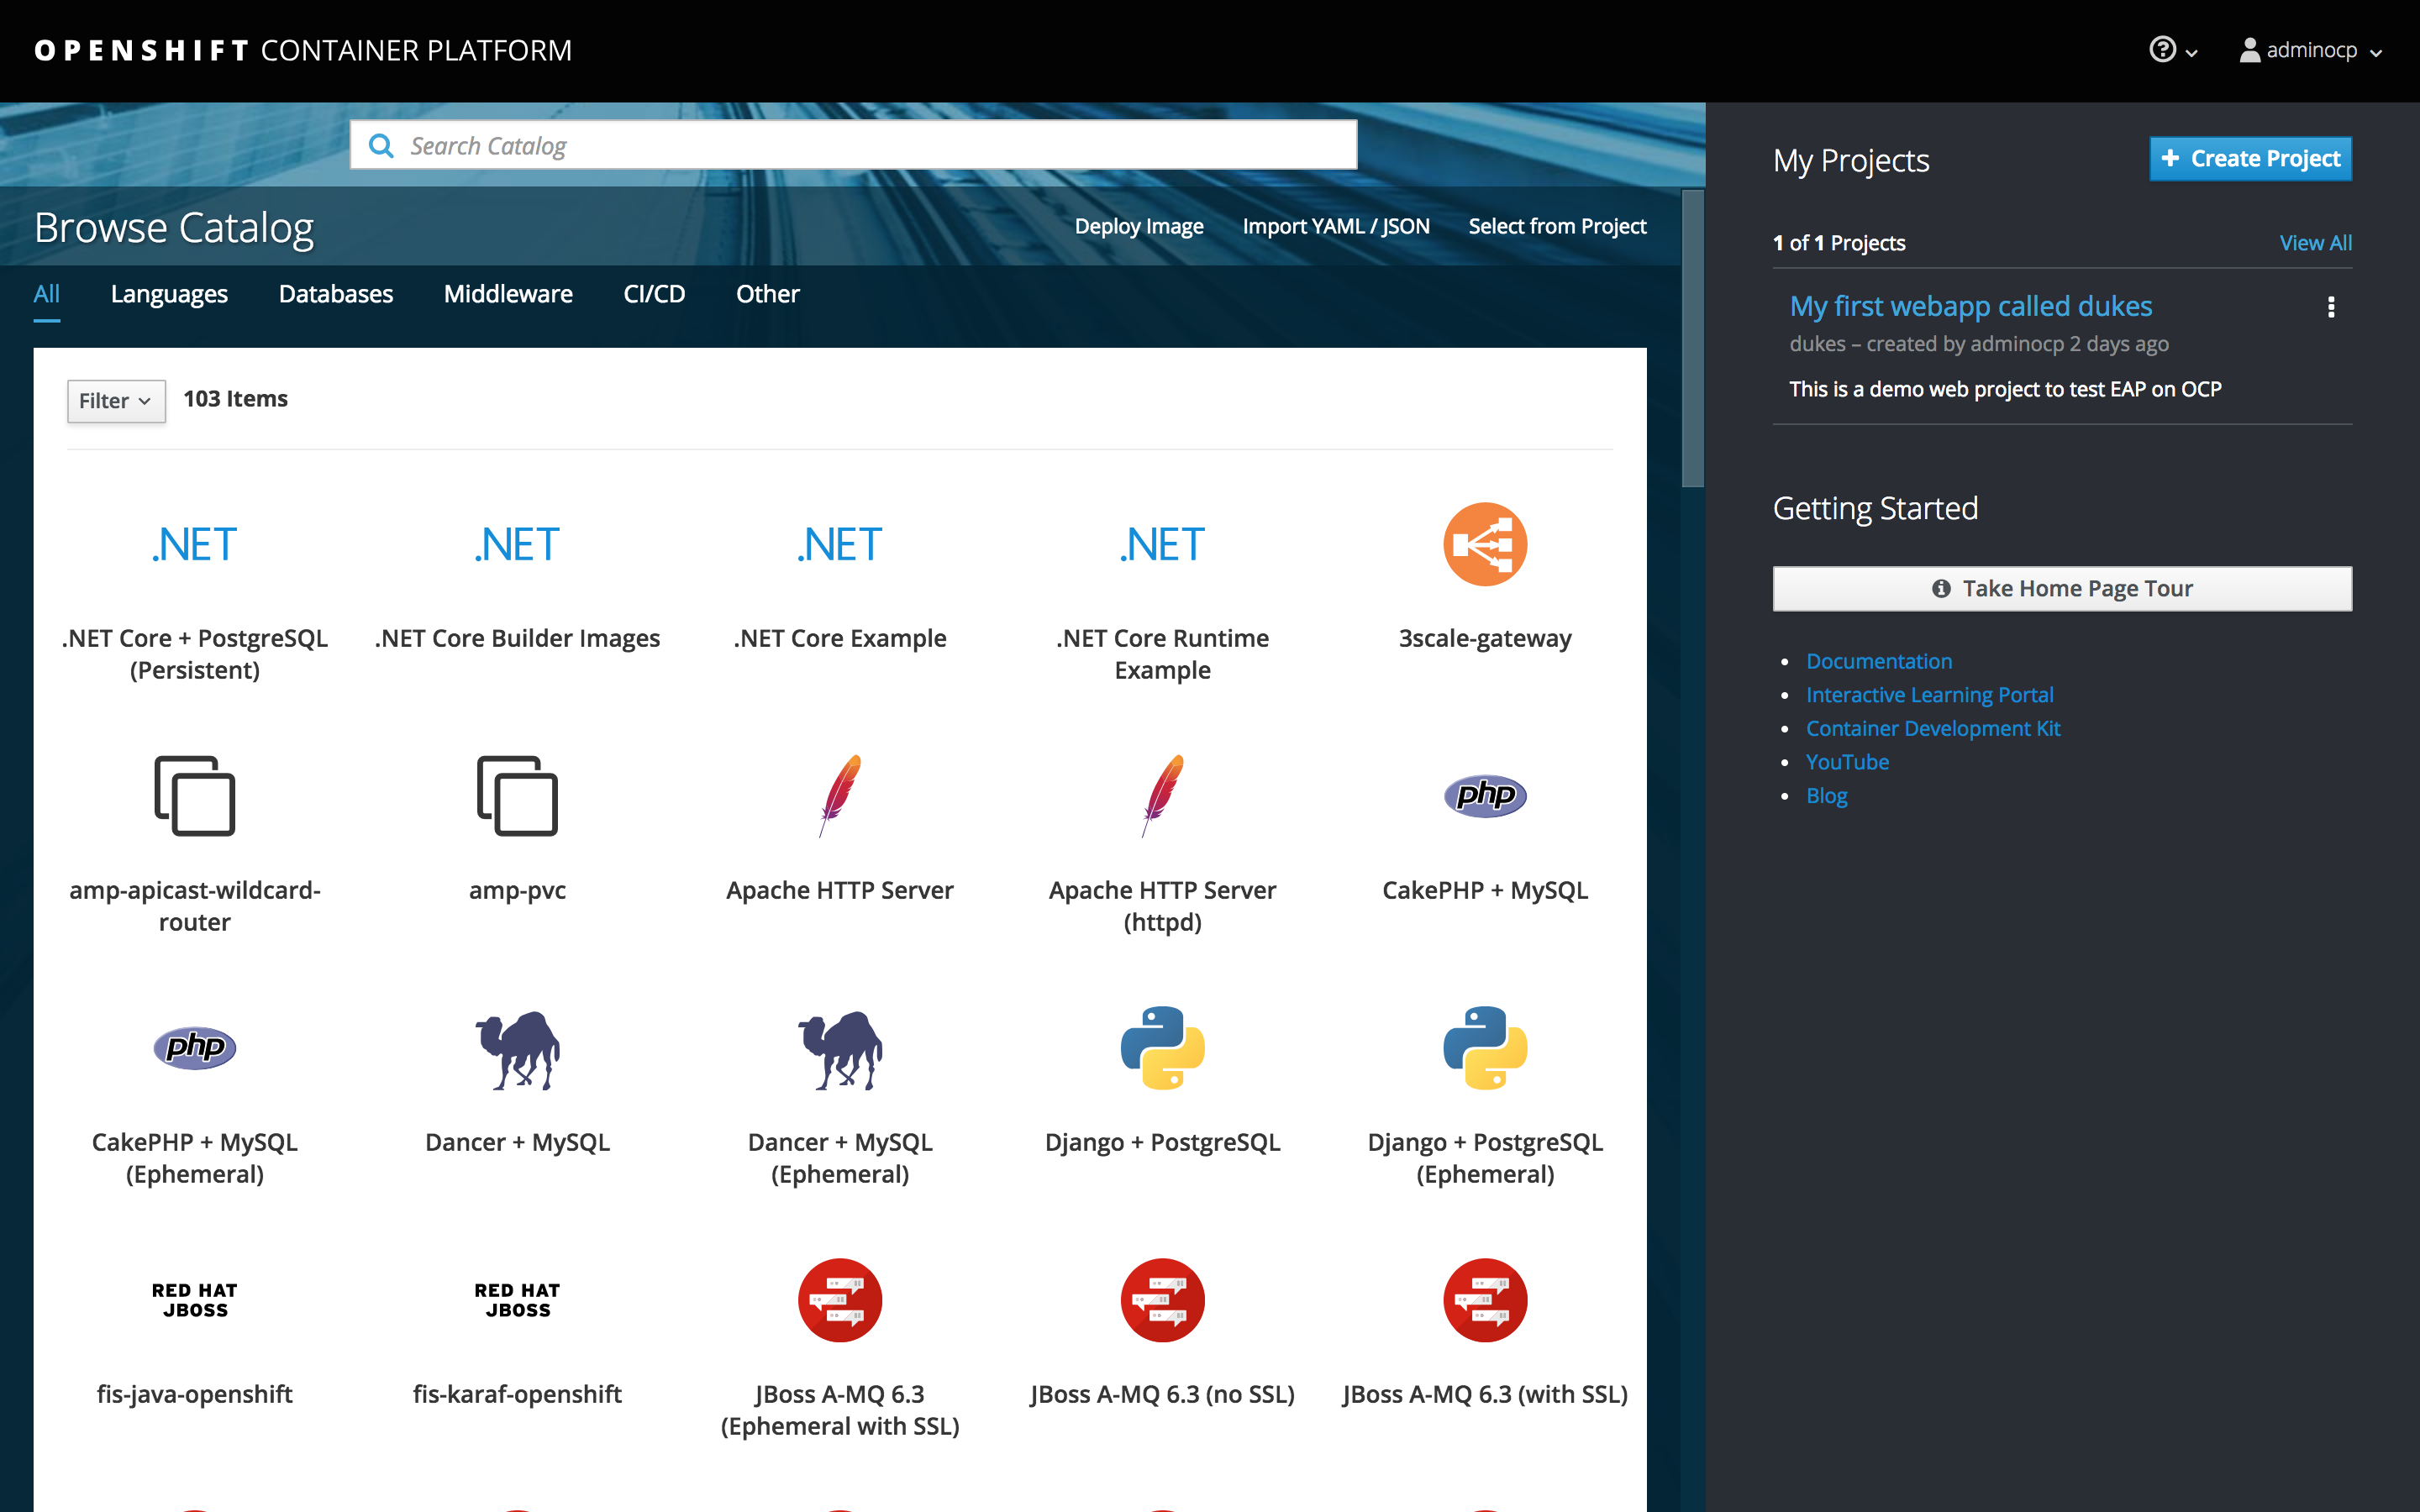 OPENSHIFT CONTAINER PLATFORM
adminocp
Search Catalog
Browse Catalog
Deploy Image
Import YAML / JSON
Select from Project
All
Languages
Databases
Middleware
CI/CD
Other
Filter
103 Items
.NET
.NET
.NET
.NET
.NET Core + PostgreSQL
(Persistent)
.NET Core Builder Images
.NET Core Example
.NET Core Runtime
Example
3scale-gateway
php
amp-apicast-wildcard-
router
amp-pvc
Apache HTTP Server
Apache HTTP Server
(httpd)
CakePHP + MySQL
php
CakePHP + MySQL
(Ephemeral)
Dancer + MySQL
Dancer + MySQL
(Ephemeral)
Django + PostgreSQL
Django + PostgreSQL
(Ephemeral)
RED HAT
JBOSS
RED HAT
JBOSS
fis-java-openshift
fis-karaf-openshift
JBoss A-MQ 6.3
(Ephemeral with SSL)
JBoss A-MQ 6.3 (no SSL)
JBoss A-MQ 6.3 (with SSL)
My Projects
Create Project
1 of 1 Projects
View All
My first webapp called dukes
dukes – created by adminocp 2 days ago
This is a demo web project to test EAP on OCP
Getting Started
Take Home Page Tour
Documentation
Interactive Learning Portal
Container Development Kit
YouTube
Blog